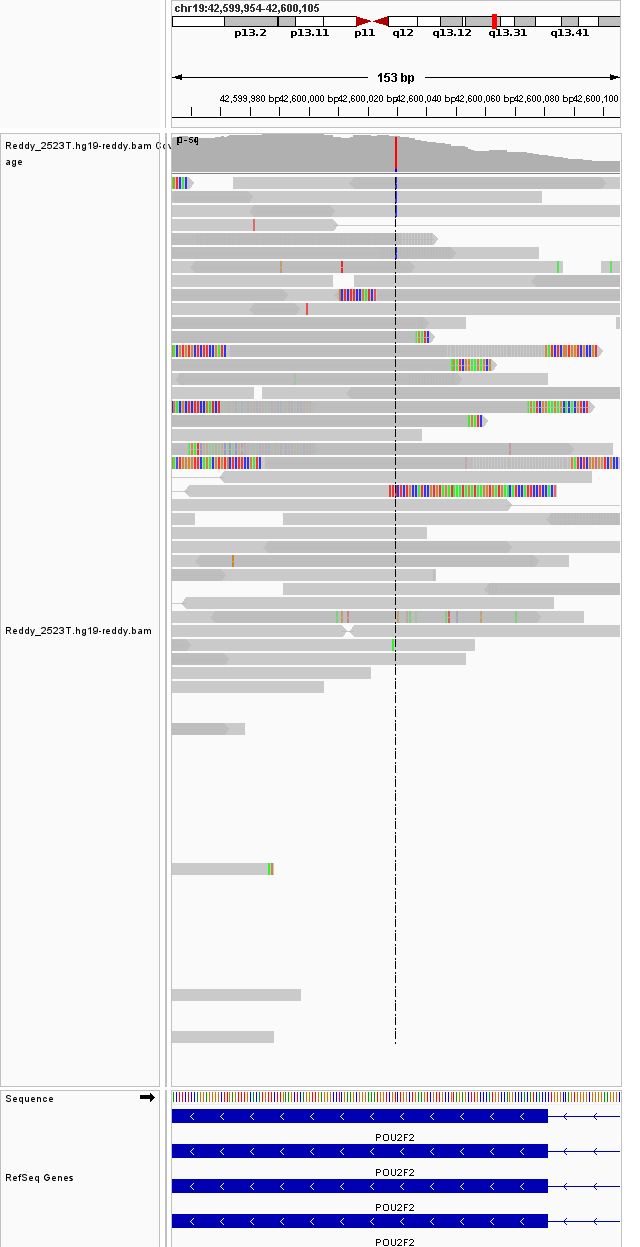 chr19:42,599,954-42,600,105
p13.2 p13.11 p11 q12 q13.12 q13.31 q13.41
153 bp
42,599,980 bp 42,600,000 bp 42,600,020 bp 42,600,040 bp 42,600,060 bp 42,600,080 bp 42,600,100
Reddy_2523T.hg19-reddy.bam Cov
age
Reddy_2523T.hg19-reddy.bam
Sequence
POU2F2
POU2F2
RefSeq Genes
POU2F2
POU2F2